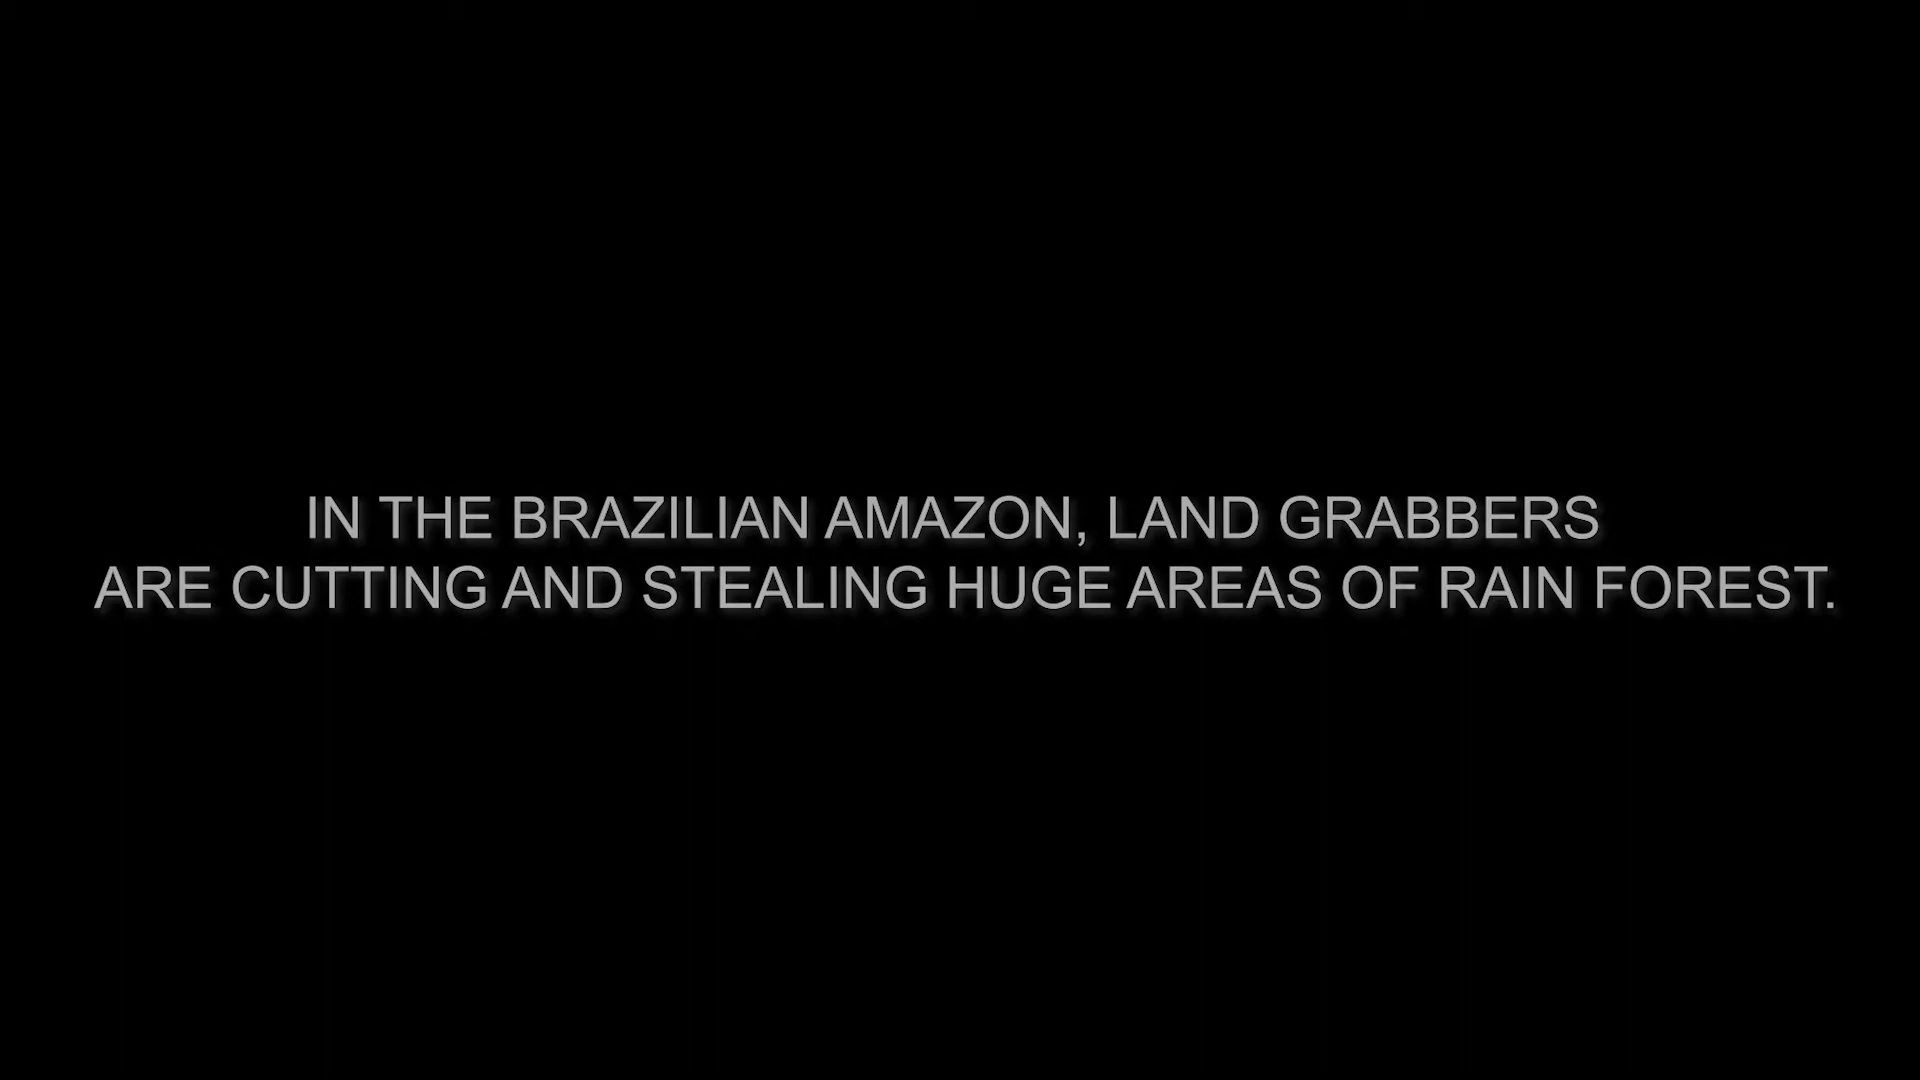 IN THE BRAZILIAN AMAZON, LAND GRABBERS
ARE CUTTING AND STEALING HUGE AREAS OF RAIN FOREST.